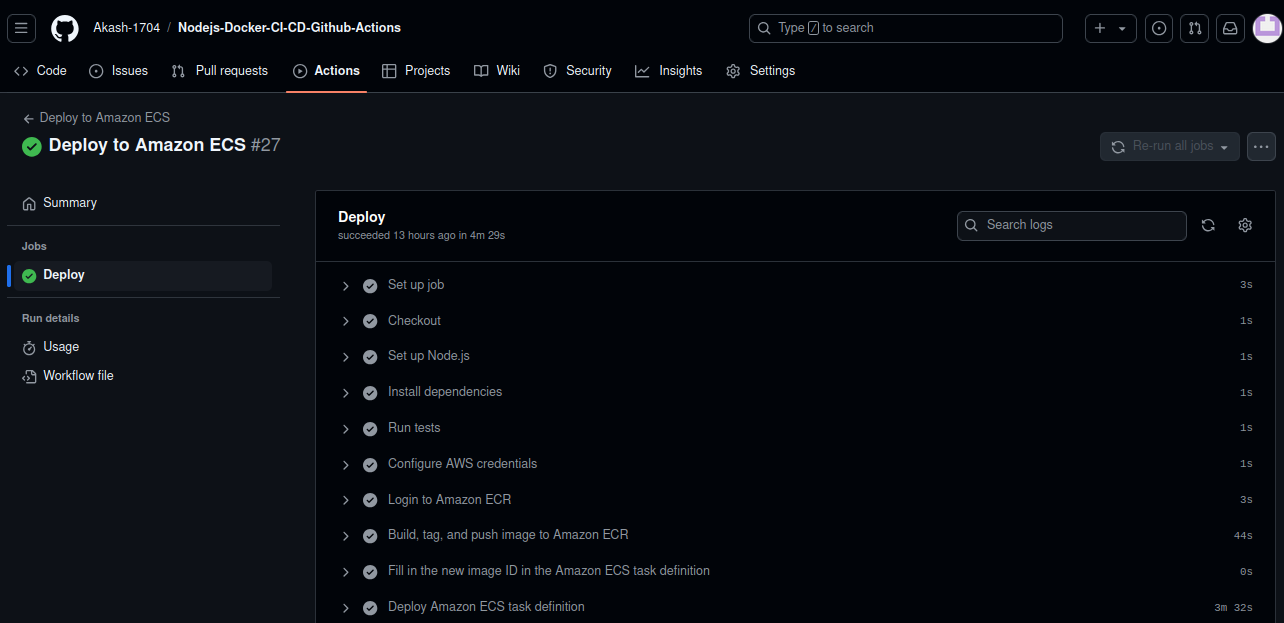 Akash-1704 / Nodejs-Docker-CI-CD-Github-Actions
Type / to search
Code Issues Pull requests Actions Projects Wiki Security Insights Settings
Deploy to Amazon ECS
Deploy to Amazon ECS #27
Re-run all jobs
Summary
Jobs
Deploy
Run details
Usage
Workflow file
Deploy
succeeded 13 hours ago in 4m 29s
Search logs
Set up job 3s
Checkout 1s
Set up Node.js 1s
Install dependencies 1s
Run tests 1s
Configure AWS credentials 1s
Login to Amazon ECR 3s
Build, tag, and push image to Amazon ECR 44s
Fill in the new image ID in the Amazon ECS task definition 0s
Deploy Amazon ECS task definition 3m 32s